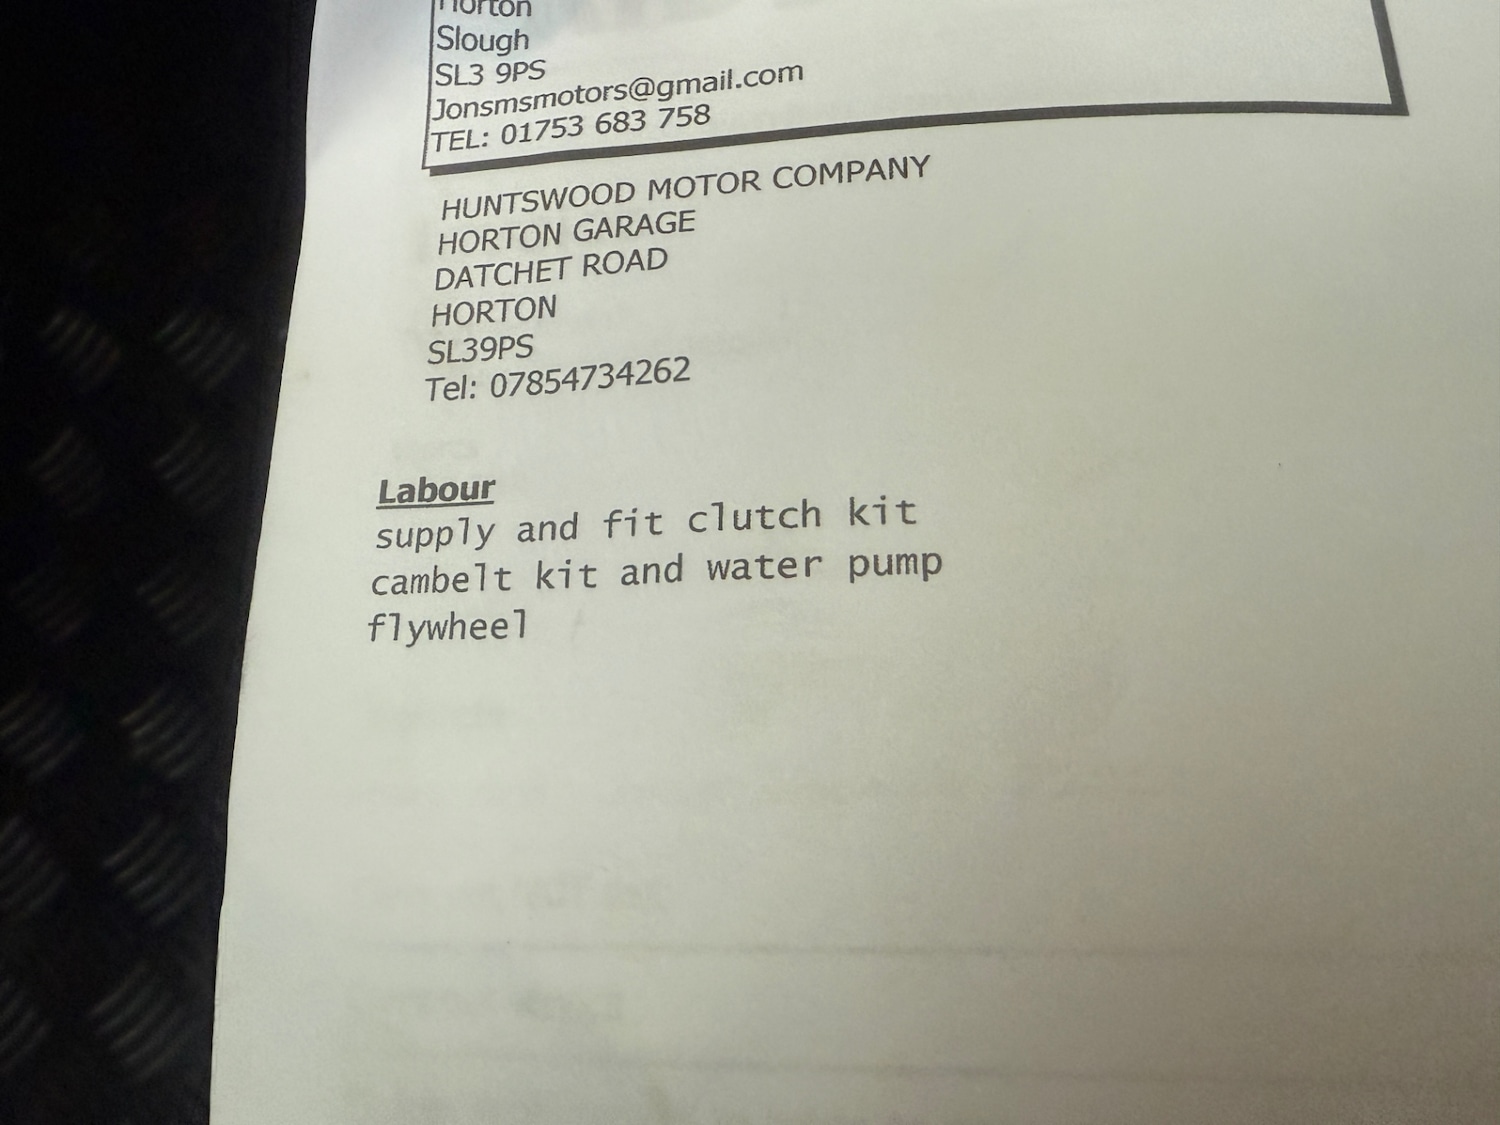 Horton
Slough
SL3 9PS
Jonsmsmotors@gmail.com
TEL: 01753 683 758
HUNTSWOOD MOTOR COMPANY
HORTON GARAGE
DATCHET ROAD
HORTON
SL39PS
Tel: 07854734262
Labour
supply and fit clutch kit
cambelt kit and water pump
flywheel